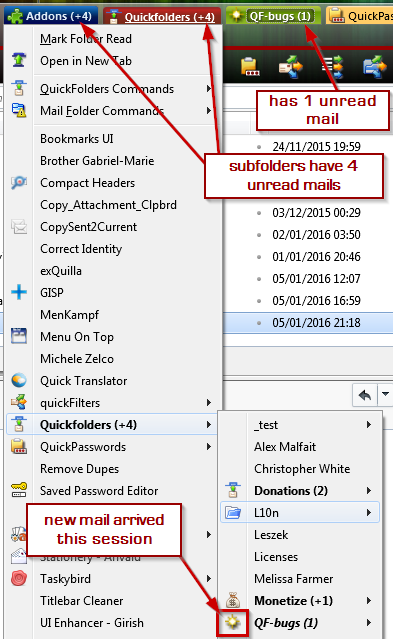 Addons (+4)
Quickfolders (+4)
QF-bugs (1)
QuickPas
Mark Folder Read
Open in New Tab
QuickFolders Commands
Mail Folder Commands
has 1 unread
mail
Bookmarks UI
24/11/2015 19:59
Brother Gabriel-Marie
subfolders have 4
unread mails
Compact Headers
Copy_Attachment_Clpbrd
03/12/2015 00:29
CopySent2Current
02/01/2016 03:50
Correct Identity
01/01/2016 20:46
exQuilla
05/01/2016 12:07
GISP
05/01/2016 16:59
MenKampf
05/01/2016 21:18
Menu On Top
Michele Zelco
Quick Translator
quickFilters
Quickfolders (+4)
_test
QuickPasswords
Alex Malfait
Remove Dupes
Christopher White
Saved Password Editor
Donations (2)
new mail arrived
this session
L10n
Leszek
Stationery - Arivald
Licenses
Taskybird
Melissa Farmer
Titlebar Cleaner
Monetize (+1)
UI Enhancer - Girish
QF-bugs (1)